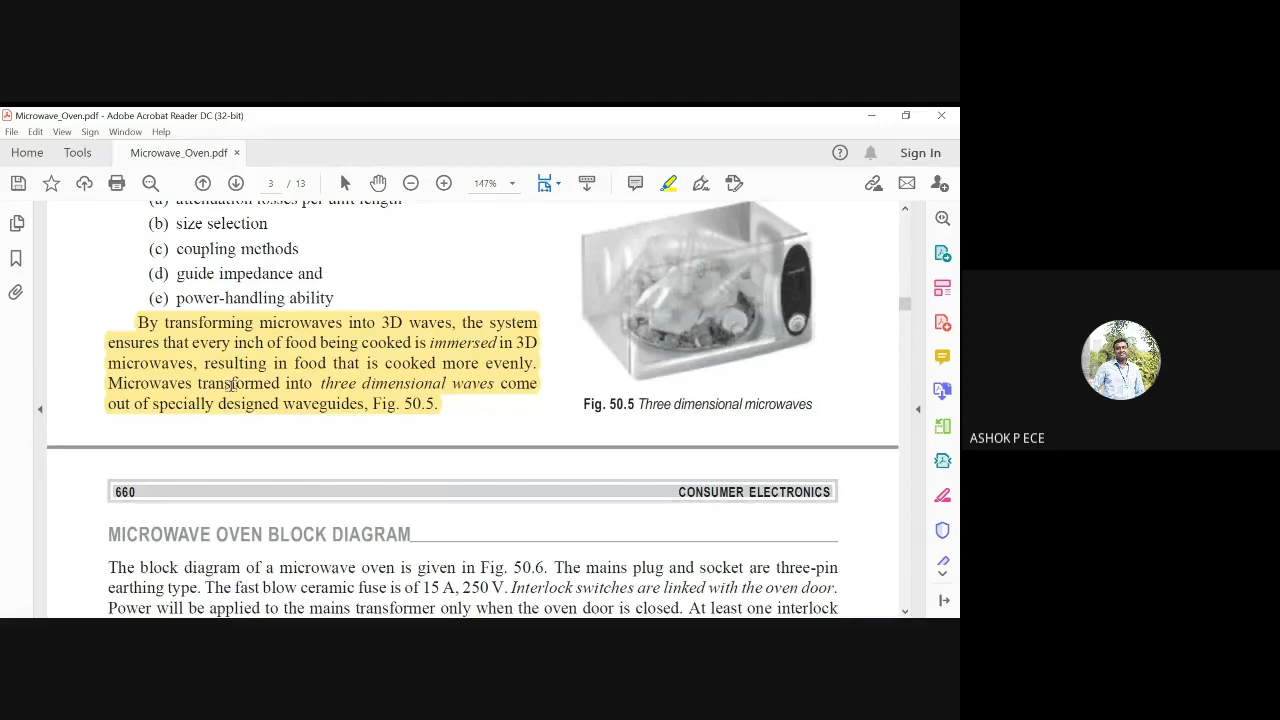 Microwave_Oven.pdf - Adobe Acrobat Reader DC (32-bit)
File Edit View Sign Window Help
Home Tools Microwave_Oven.pdf × Sign In
3 / 13 147%
(a) attenuation losses per unit length
(b) size selection
(c) coupling methods
(d) guide impedance and
(e) power-handling ability
By transforming microwaves into 3D waves, the system
ensures that every inch of food being cooked is immersed in 3D
microwaves, resulting in food that is cooked more evenly.
Microwaves transformed into three dimensional waves come
out of specially designed waveguides, Fig. 50.5.
Fig. 50.5 Three dimensional microwaves
ASHOK P ECE
660 CONSUMER ELECTRONICS
MICROWAVE OVEN BLOCK DIAGRAM
The block diagram of a microwave oven is given in Fig. 50.6. The mains plug and socket are three-pin
earthing type. The fast blow ceramic fuse is of 15 A, 250 V. Interlock switches are linked with the oven door.
Power will be applied to the mains transformer only when the oven door is closed. At least one interlock